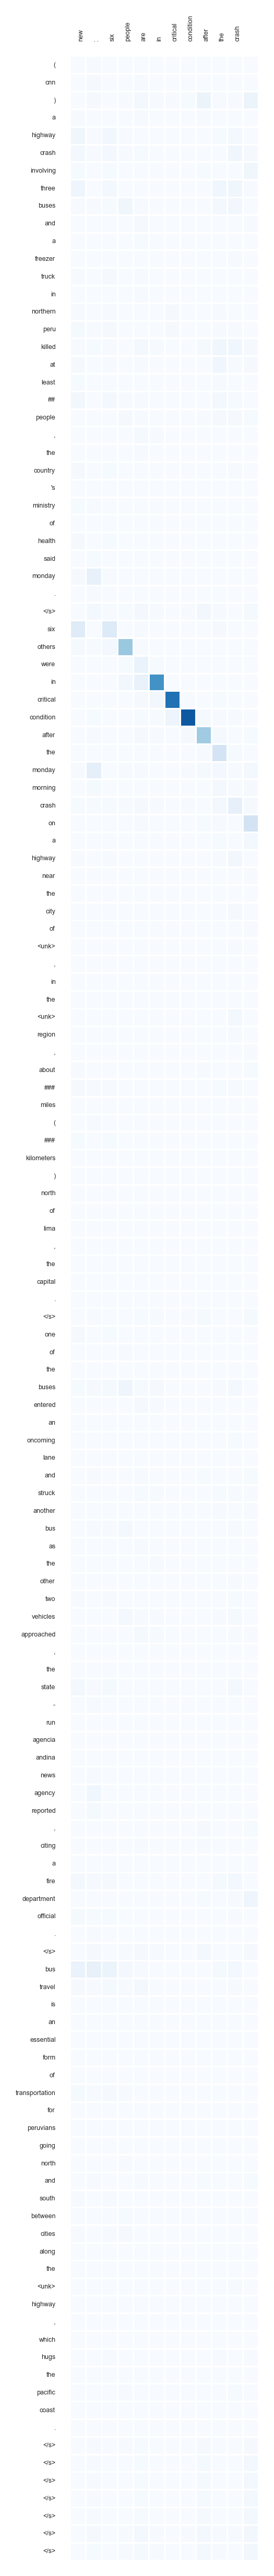 new : six people are in critical condition after the crash
(
cnn
)
a
highway
crash
involving
three
buses
and
a
freezer
truck
in
northern
peru
killed
at
least
##
people
,
the
country
's
ministry
of
health
said
monday
.
</s>
six
others
were
in
critical
condition
after
the
monday
morning
crash
on
a
highway
near
the
city
of
<unk>
,
in
the
<unk>
region
,
about
###
miles
(
###
kilometers
)
north
of
lima
,
the
capital
.
</s>
one
of
the
buses
entered
an
oncoming
lane
and
struck
another
bus
as
the
other
two
vehicles
approached
,
the
state
-
run
agencia
andina
news
agency
reported
,
citing
a
fire
department
official
.
</s>
bus
travel
is
an
essential
form
of
transportation
for
peruvians
going
north
and
south
between
cities
along
the
<unk>
highway
,
which
hugs
the
pacific
coast
.
</s>
</s>
</s>
</s>
</s>
</s>
</s>